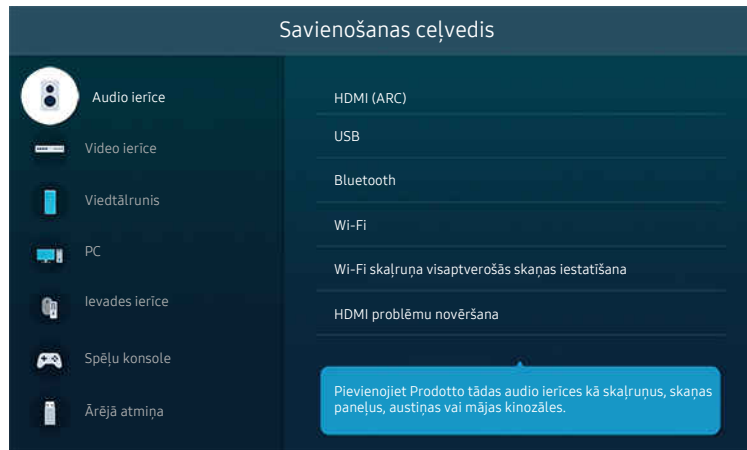 Savienošanas ceļvedis
Audio ierīce
Video ierīce
Viedtālrunis
PC
Ievades ierīce
Spēļu konsole
Ārējā atmiņa
HDMI (ARC)
USB
Bluetooth
Wi-Fi
Wi-Fi skaļruņa visaptverošās skaņas iestatīšana
HDMI problēmu novēršana
Pievienojiet Prodotto tādas audio ierīces kā skaļruņus, skaņas
paneļus, austiņas vai mājas kinozāles.